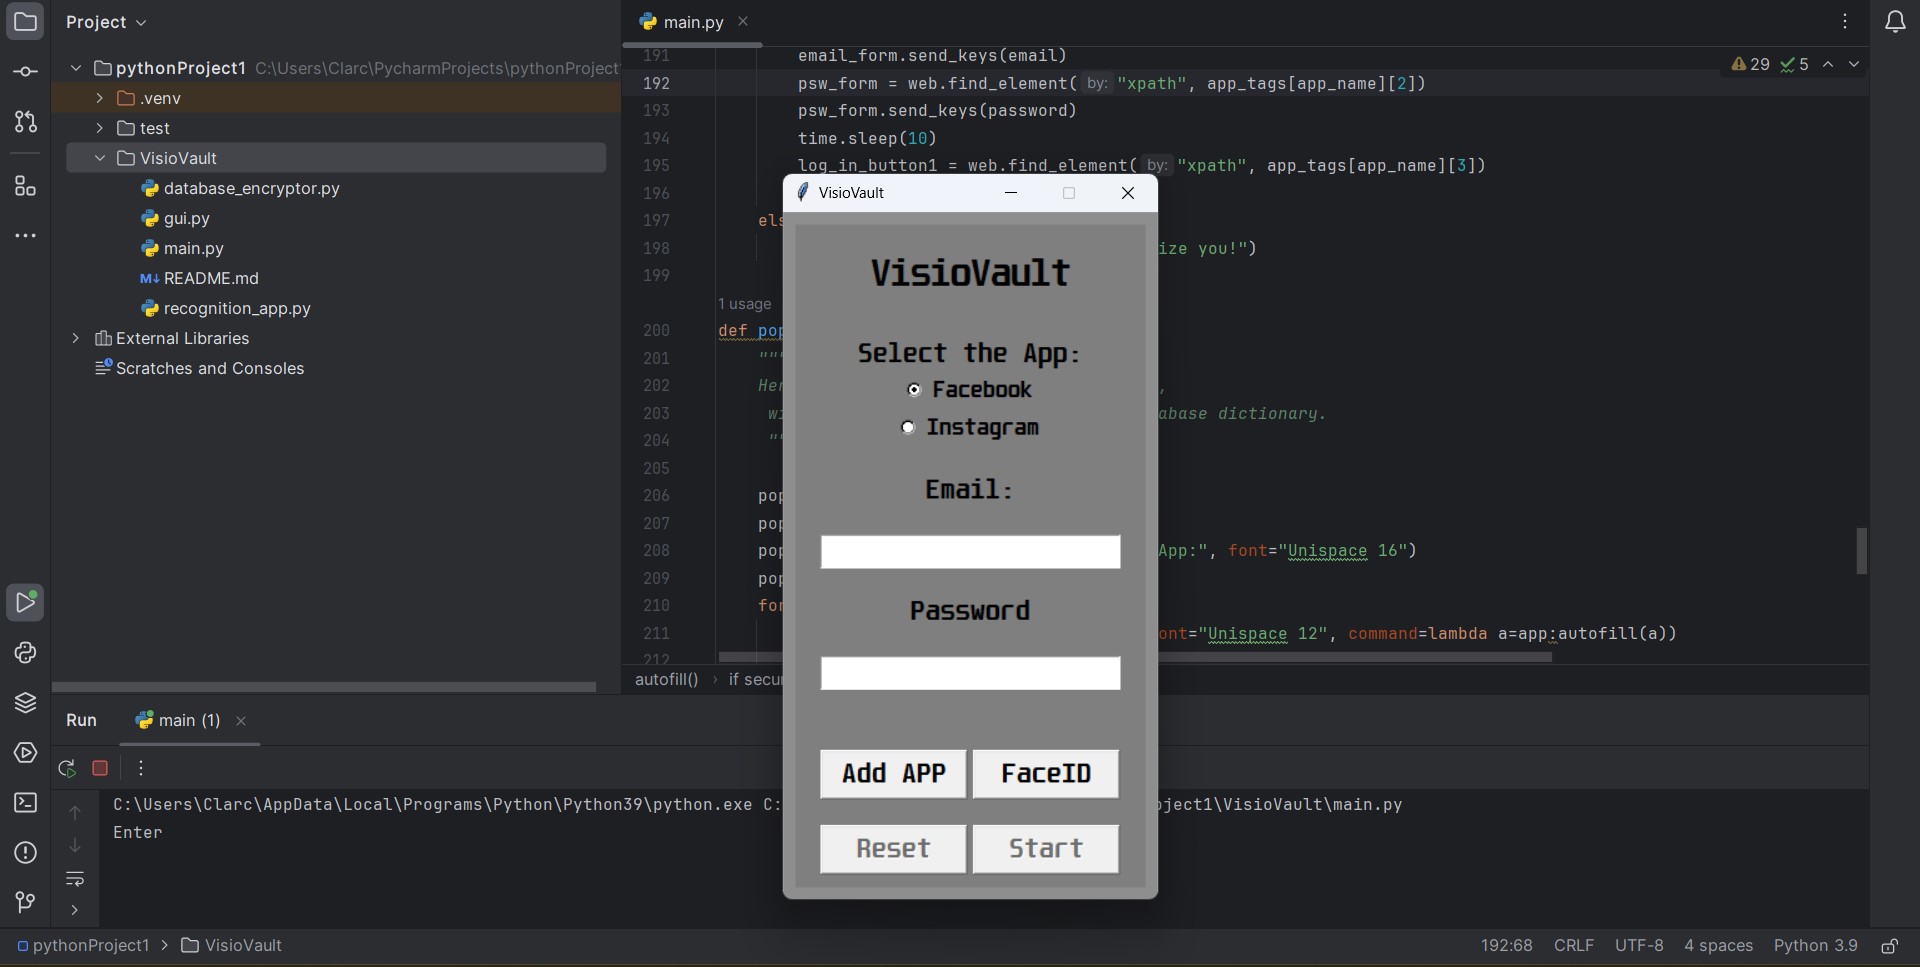 Project
main.py
pythonProject1 C:\Users\Clarc\PycharmProjects\pythonProject
.venv
test
VisioVault
database_encryptor.py
gui.py
main.py
M↓ README.md
recognition_app.py
External Libraries
Scratches and Consoles
29 5
191 email_form.send_keys(email)
192 psw_form = web.find_element( by: "xpath", app_tags[app_name][2])
193 psw_form.send_keys(password)
194 time.sleep(10)
195 log_in_button1 = web.find_element( by: "xpath", app_tags[app_name][3])
196
197 els
198 ize you!")
199
1 usage
200 def pop
201 """
202 Her ,
203 wi abase dictionary.
204 ""
205
206 pop
207 pop
208 pop App:", font="Unispace 16")
209 pop
210 for
211 ont="Unispace 12", command=lambda a=app:autofill(a))
212
autofill() › if secu
VisioVault
VisioVault
Select the App:
Facebook
Instagram
Email:
Password
Add APP FaceID
Reset Start
Run main (1)
C:\Users\Clarc\AppData\Local\Programs\Python\Python39\python.exe C: oject1\VisioVault\main.py
Enter
pythonProject1 > VisioVault
192:68 CRLF UTF-8 4 spaces Python 3.9